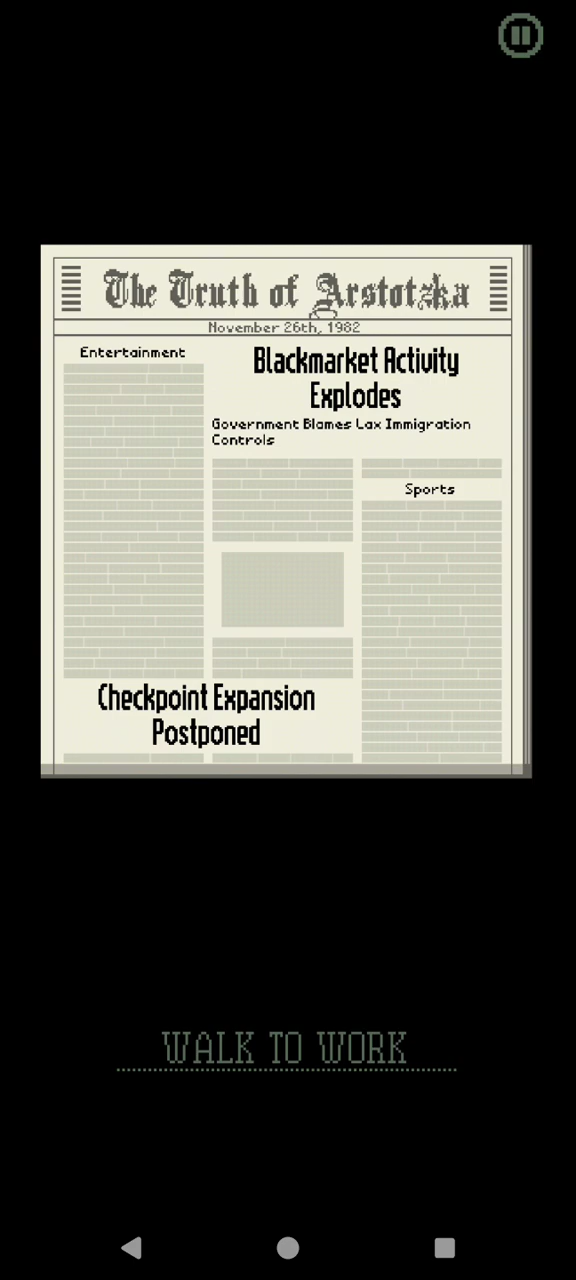 The Truth of Arstotzka
November 26th, 1982
Entertainment
Blackmarket Activity
Explodes
Government Blames Lax Immigration
Controls
Sports
Checkpoint Expansion
Postponed
WALK TO WORK